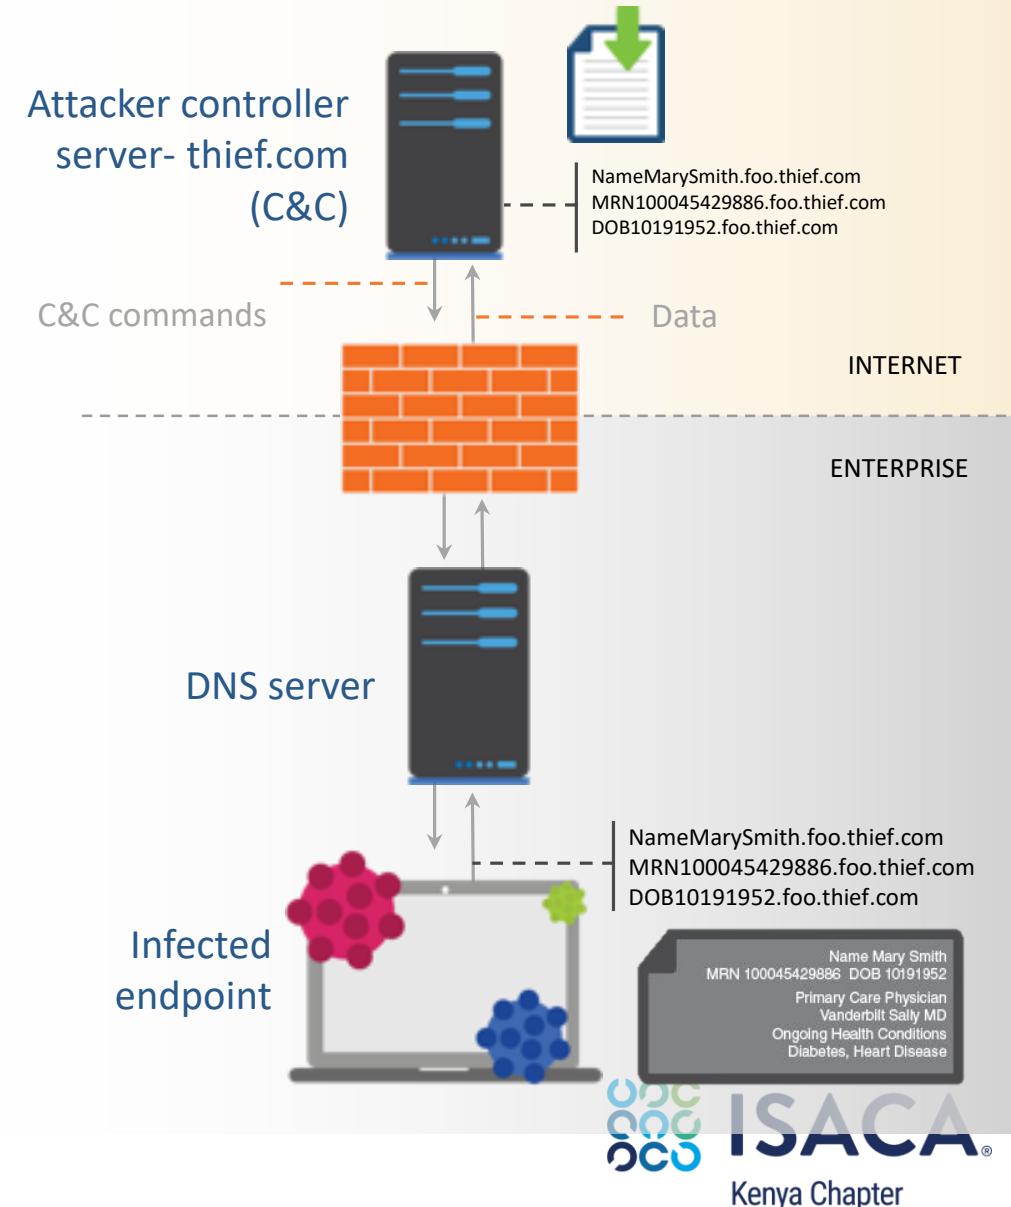 Attacker controller
server- thief.com
(C&C)
NameMarySmith.foo.thief.com
MRN100045429886.foo.thief.com
DOB10191952.foo.thief.com
C&C commands
Data
INTERNET
ENTERPRISE
DNS server
NameMarySmith.foo.thief.com
MRN100045429886.foo.thief.com
DOB10191952.foo.thief.com
Infected
endpoint
Name Mary Smith
MRN 100045429886 DOB 10191952
Primary Care Physician
Vanderbilt Sally MD
Ongoing Health Conditions
Diabetes, Heart Disease
ISACA®
Kenya Chapter